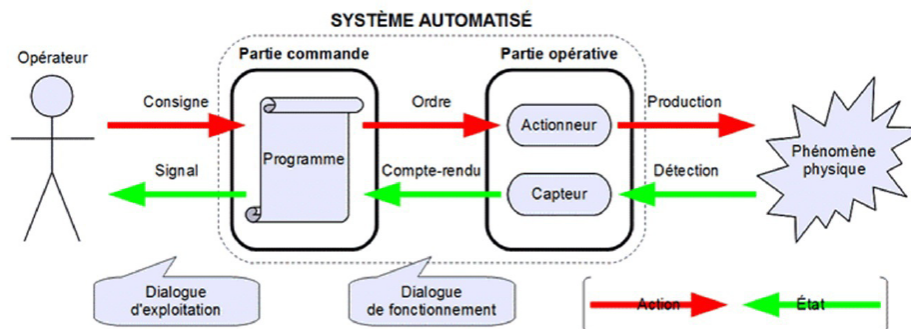 SYSTÈME AUTOMATISÉ
Opérateur
Partie commande
Partie opérative
Consigne
Ordre
Production
Programme
Actionneur
Phénomène
physique
Signal
Compte-rendu
Détection
Capteur
Dialogue
d'exploitation
Dialogue
de fonctionnement
Action
État